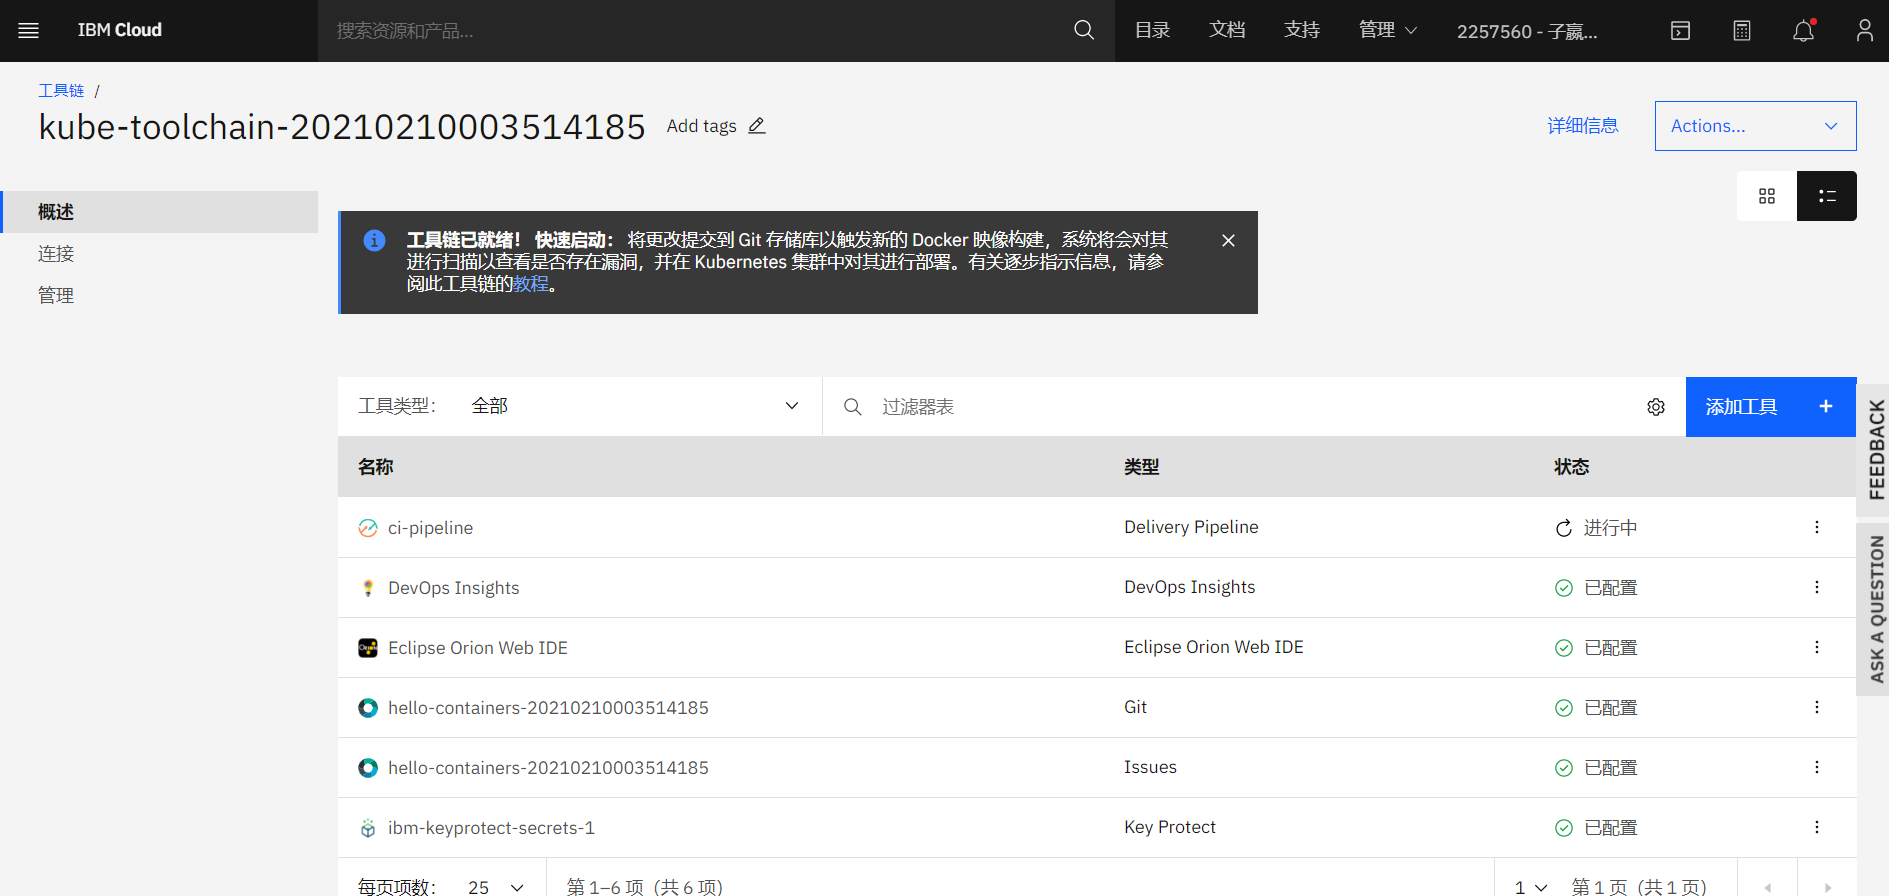 IBM Cloud
搜索资源和产品...
目录
文档
支持
管理
2257560 - 子嬴...
工具链 /
kube-toolchain-20210210003514185
Add tags
详细信息
Actions...
概述
连接
管理
工具链已就绪！ 快速启动： 将更改提交到 Git 存储库以触发新的 Docker 映像构建，系统将会对其
进行扫描以查看是否存在漏洞，并在 Kubernetes 集群中对其进行部署。有关逐步指示信息，请参
阅此工具链的教程。
工具类型： 全部
过滤器表
添加工具 +
名称 类型 状态
ci-pipeline Delivery Pipeline 进行中
DevOps Insights DevOps Insights 已配置
Eclipse Orion Web IDE Eclipse Orion Web IDE 已配置
hello-containers-20210210003514185 Git 已配置
hello-containers-20210210003514185 Issues 已配置
ibm-keyprotect-secrets-1 Key Protect 已配置
每页项数： 25 第 1–6 项（共 6 项） 1 第 1 页（共 1 页）
FEEDBACK
ASK A QUESTION